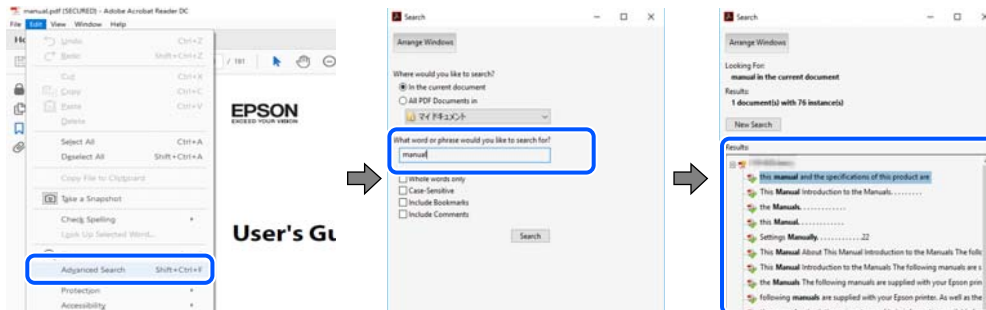 manual.pdf (SECURED) - Adobe Acrobat Reader DC
File Edit View Window Help
Undo Ctrl+Z
Redo Shift+Ctrl+Z
Cut Ctrl+X
Copy Ctrl+C
Paste Ctrl+V
Delete
Select All Ctrl+A
Deselect All Shift+Ctrl+A
Copy File to Clipboard
Take a Snapshot
Check Spelling
Look Up Selected Word...
Advanced Search Shift+Ctrl+F
Protection
Accessibility
/ 181
EPSON
EXCEED YOUR VISION
User's Gu
Search
Arrange Windows
Where would you like to search?
In the current document
All PDF Documents in
マイ ドキュメント
What word or phrase would you like to search for?
manual
Whole words only
Case-Sensitive
Include Bookmarks
Include Comments
Search
Search
Arrange Windows
Looking For:
manual in the current document
Results:
1 document(s) with 76 instance(s)
New Search
Results:
this manual and the specifications of this product are
This Manual Introduction to the Manuals.........
the Manuals.............
this Manual.............
Settings Manually.............22
This Manual About This Manual Introduction to the Manuals The follo
This Manual Introduction to the Manuals The following manuals are s
the Manuals The following manuals are supplied with your Epson prin
following manuals are supplied with your Epson printer. As well as the